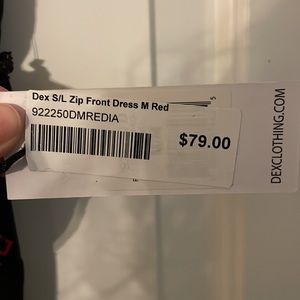 Dex S/L Zip Front Dress M Red
922250DMREDIA
$79.00
DEXCLOTHING.COM